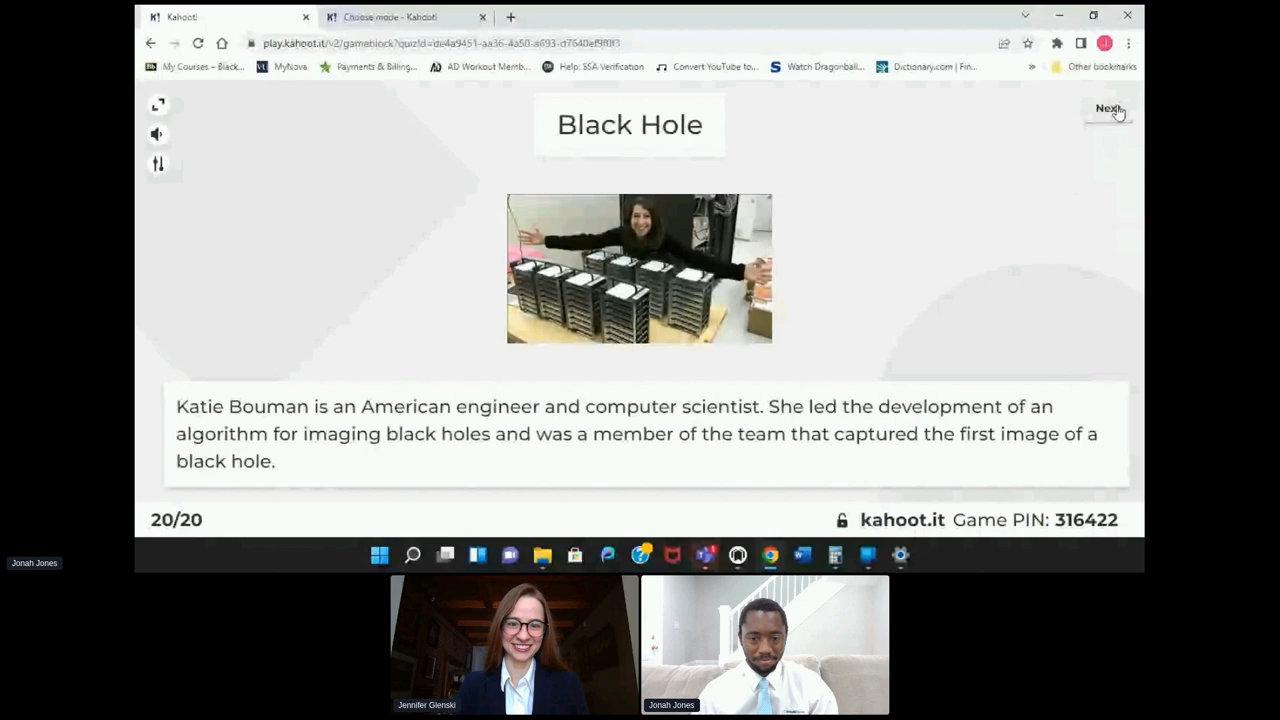 Kahoot!
Choose mode - Kahoot!
play.kahoot.it/v2/gameblock?quizId=de4a9451-aa36-4a50-a693-d7640ef9f0f3
My Courses – Black...
MyNova
Payments & Billing...
AD Workout Memb...
Help: SSA Verification
Convert YouTube to...
Watch Dragonball...
Dictionary.com | Fin...
»
Other bookmarks
Black Hole
Next
Katie Bouman is an American engineer and computer scientist. She led the development of an
algorithm for imaging black holes and was a member of the team that captured the first image of a
black hole.
20/20
kahoot.it Game PIN: 316422
Jonah Jones
Jennifer Glenski
Jonah Jones